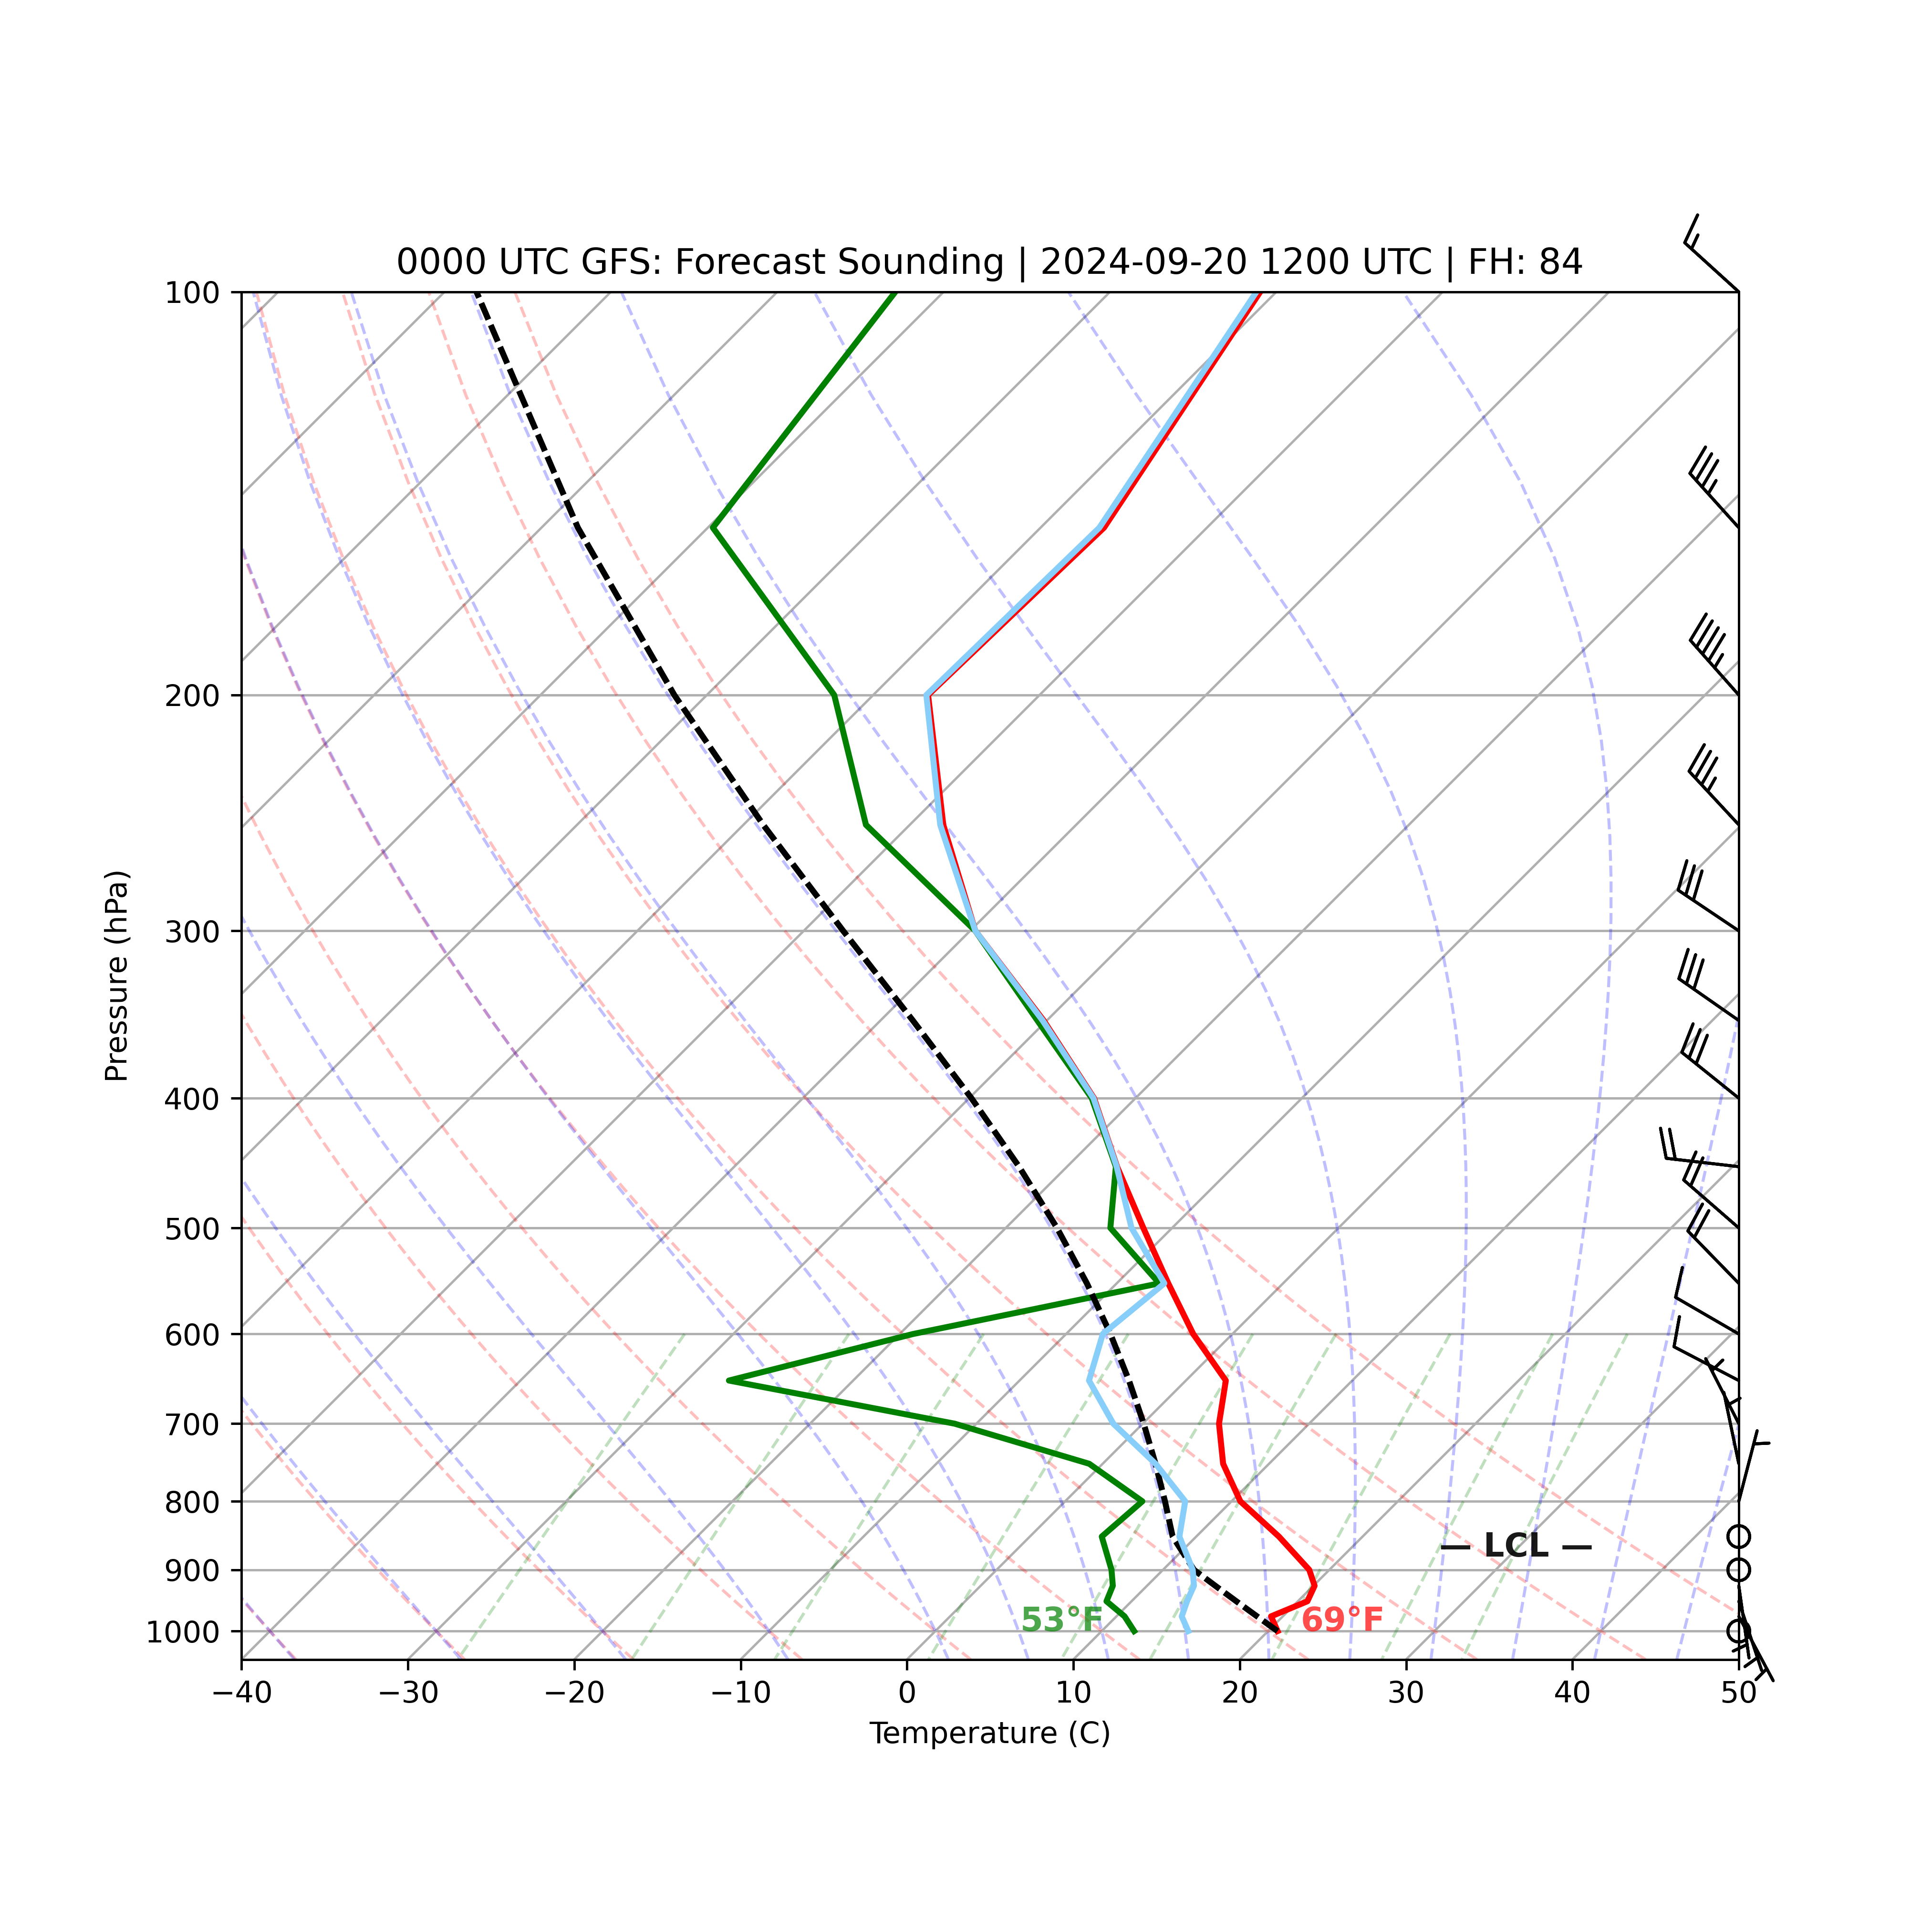 0000 UTC GFS: Forecast Sounding | 2024-09-20 1200 UTC | FH: 84
100
200
300
400
500
600
700
800
900
1000
Pressure (hPa)
— LCL —
53°F
69°F
−40 −30 −20 −10 0 10 20 30 40 50
Temperature (C)